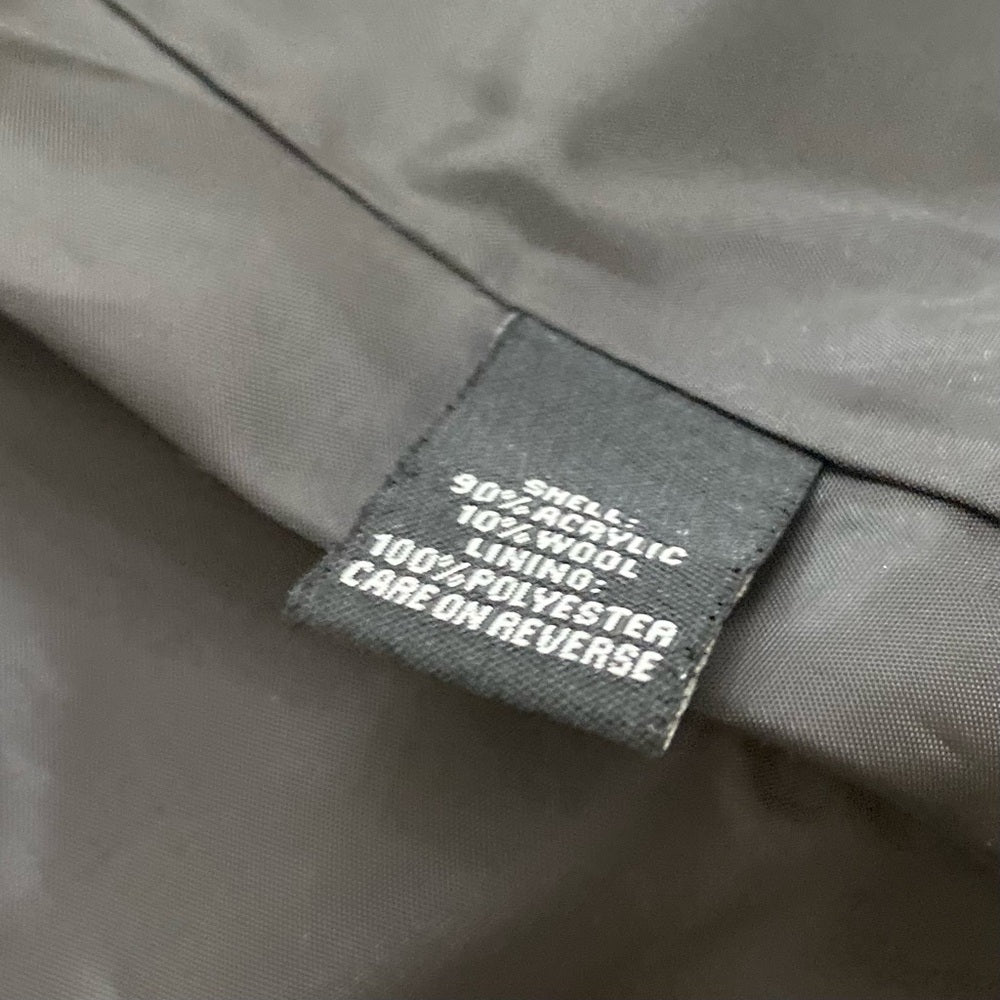 SHELL:
90% ACRYLIC
10% WOOL
LINING:
100% POLYESTER
CARE ON REVERSE